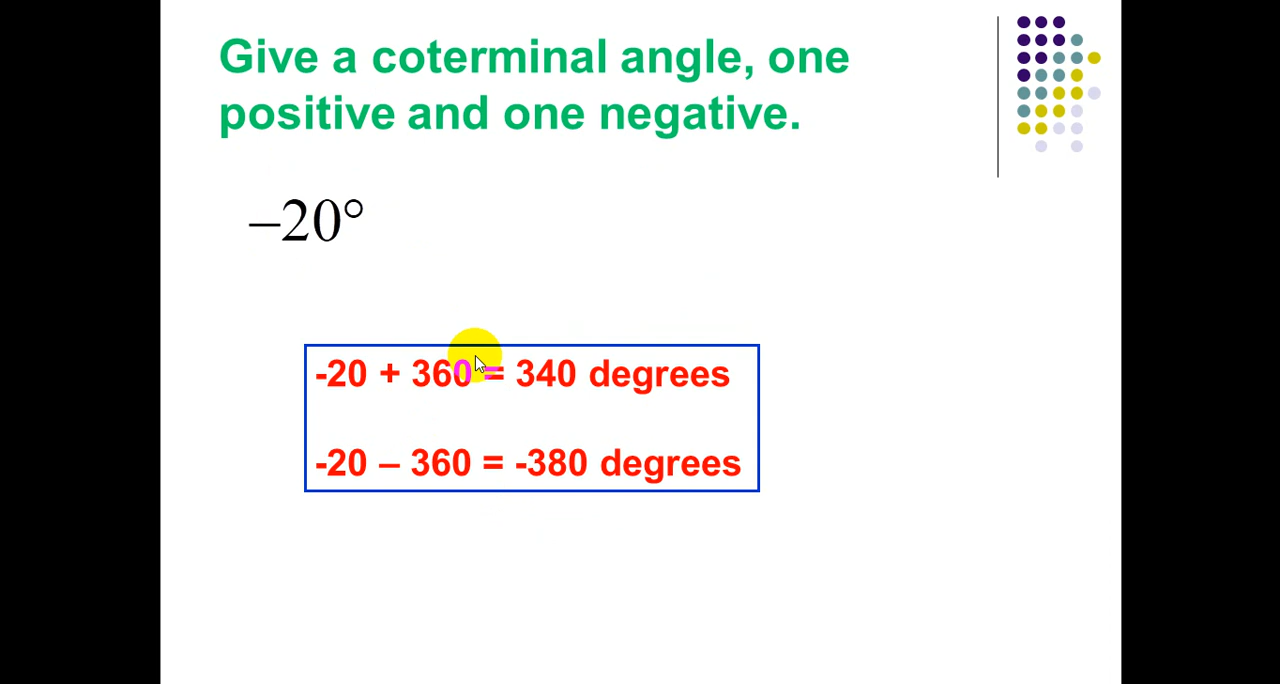 Give a coterminal angle, one
positive and one negative.
–20°
-20 + 360 = 340 degrees
-20 – 360 = -380 degrees